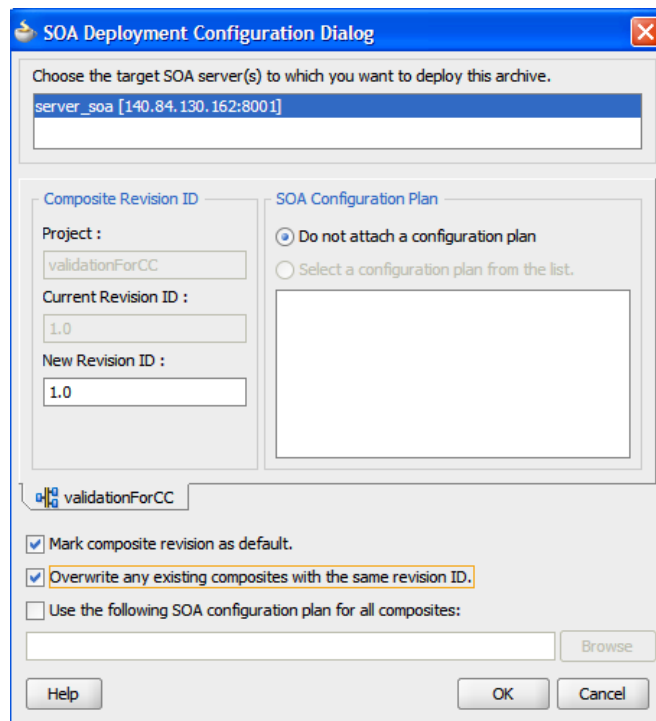 SOA Deployment Configuration Dialog
Choose the target SOA server(s) to which you want to deploy this archive.
server_soa [140.84.130.162:8001]
Composite Revision ID
Project :
validationForCC
Current Revision ID :
1.0
New Revision ID :
1.0
SOA Configuration Plan
Do not attach a configuration plan
Select a configuration plan from the list.
validationForCC
Mark composite revision as default.
Overwrite any existing composites with the same revision ID.
Use the following SOA configuration plan for all composites:
Browse
Help
OK
Cancel